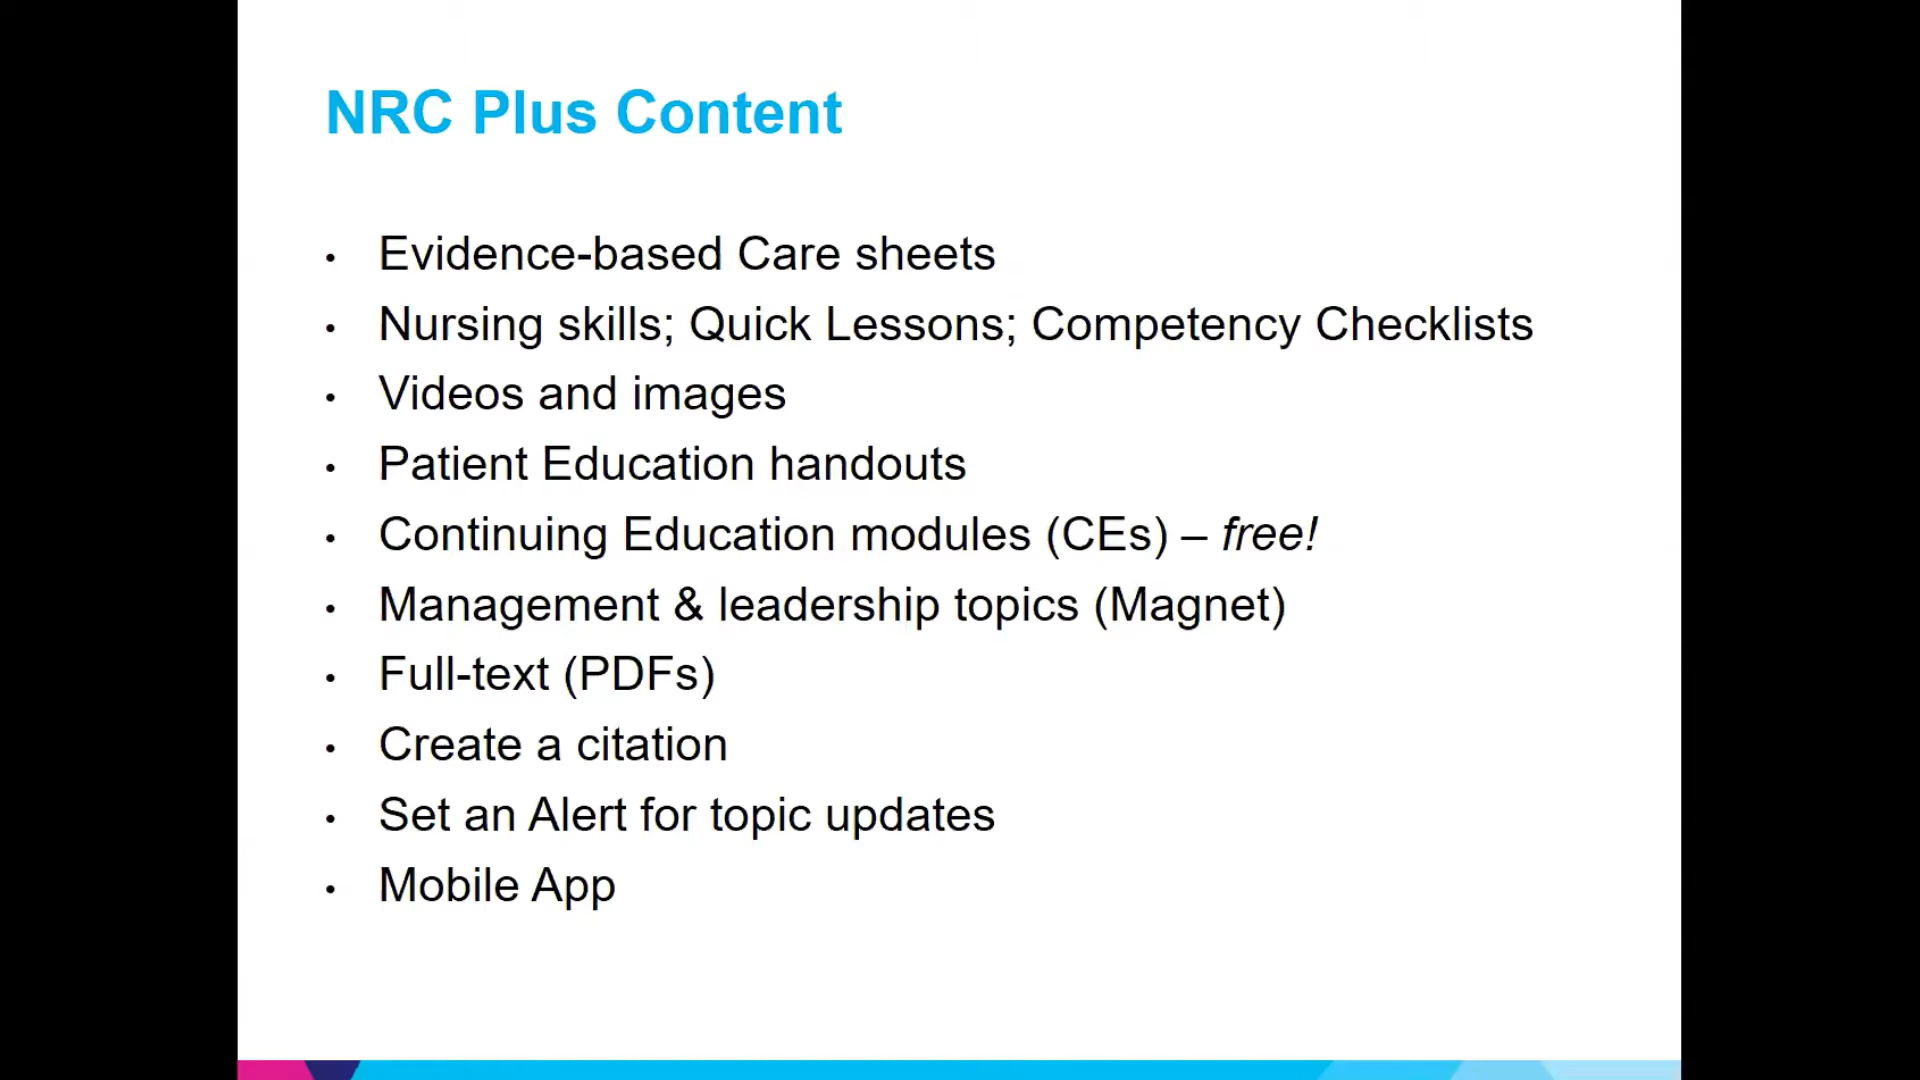 NRC Plus Content
• Evidence-based Care sheets
• Nursing skills; Quick Lessons; Competency Checklists
• Videos and images
• Patient Education handouts
• Continuing Education modules (CEs) – free!
• Management & leadership topics (Magnet)
• Full-text (PDFs)
• Create a citation
• Set an Alert for topic updates
• Mobile App